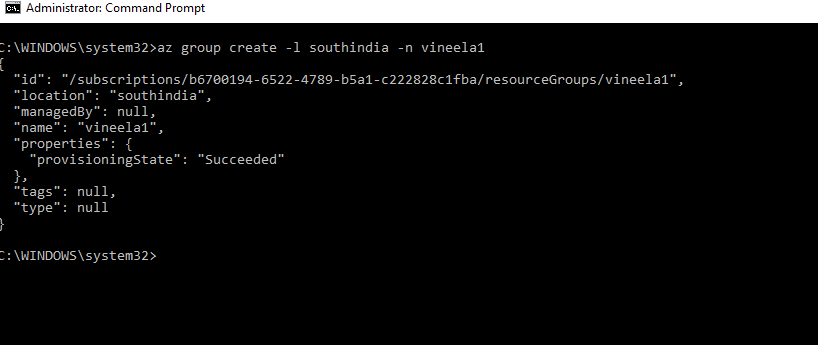 Administrator: Command Prompt
C:\WINDOWS\system32>az group create -l southindia -n vineela1
{
  "id": "/subscriptions/b6700194-6522-4789-b5a1-c222828c1fba/resourceGroups/vineela1",
  "location": "southindia",
  "managedBy": null,
  "name": "vineela1",
  "properties": {
    "provisioningState": "Succeeded"
  },
  "tags": null,
  "type": null
}
C:\WINDOWS\system32>